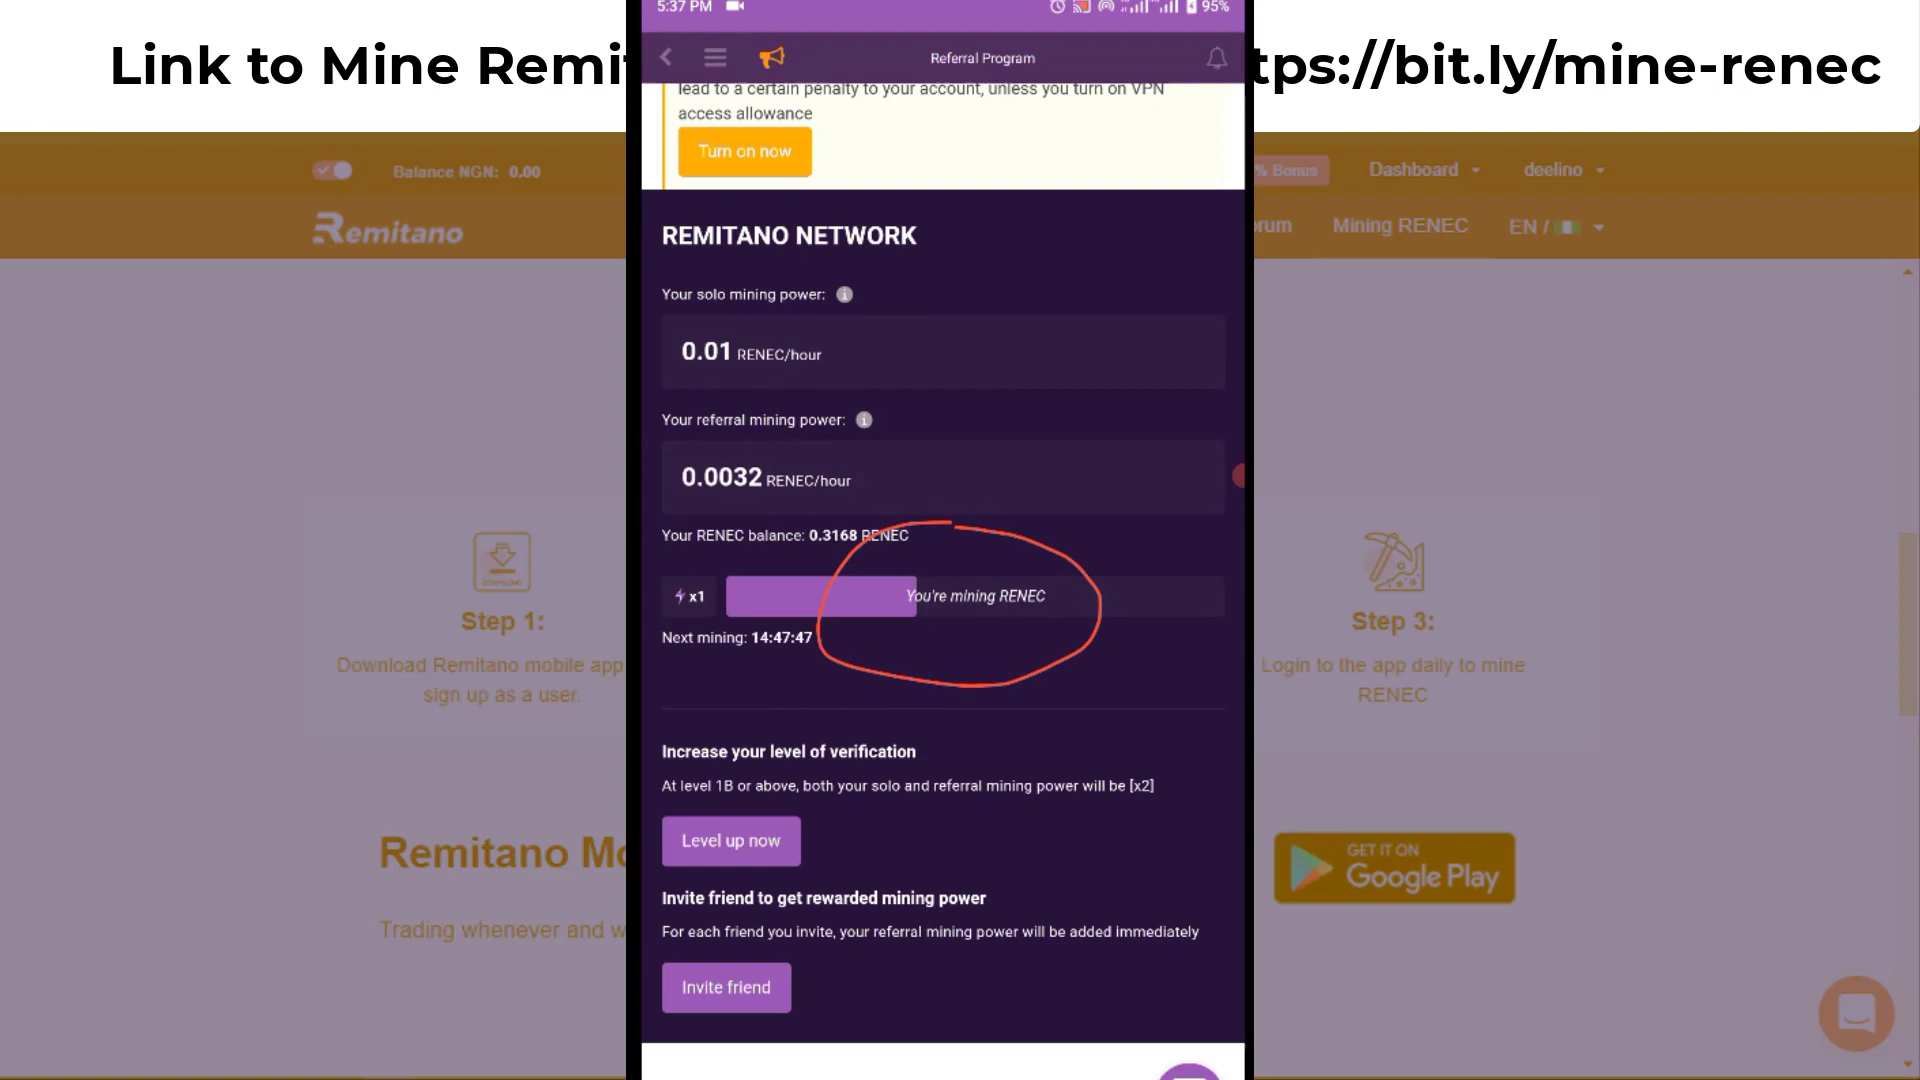 Link to Mine Remi
tps://bit.ly/mine-renec
5:37 PM
95%
Referral Program
lead to a certain penalty to your account, unless you turn on VPN
access allowance
Turn on now
Balance NGN: 0.00
% Bonus
Dashboard
deelino
Remitano
rum
Mining RENEC
EN /
REMITANO NETWORK
Your solo mining power:
0.01 RENEC/hour
Your referral mining power:
0.0032 RENEC/hour
Your RENEC balance: 0.3168 RENEC
x1
You're mining RENEC
Next mining: 14:47:47
Step 1:
Download Remitano mobile app
sign up as a user.
Step 3:
Login to the app daily to mine
RENEC
Increase your level of verification
At level 1B or above, both your solo and referral mining power will be [x2]
Level up now
Remitano Mo
GET IT ON
Google Play
Invite friend to get rewarded mining power
Trading whenever and w
For each friend you invite, your referral mining power will be added immediately
Invite friend